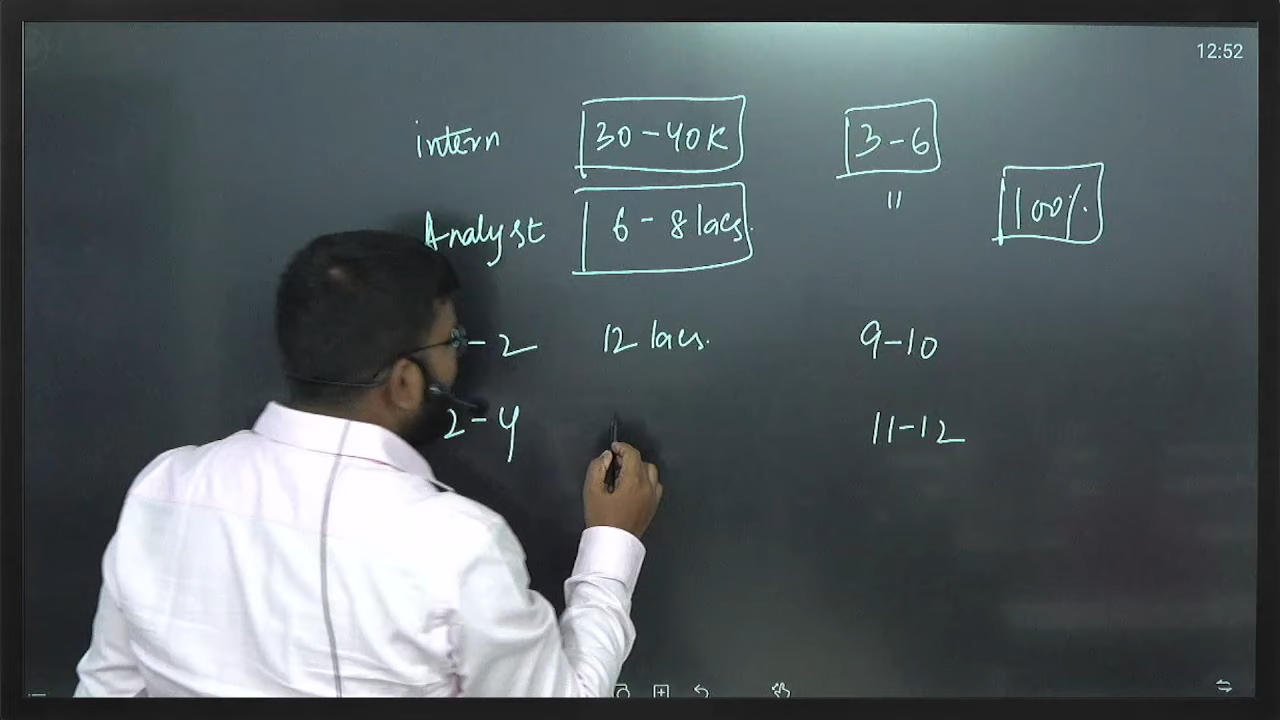 12:52
intern 30-40K 3-6
Analyst 6-8 lacs. 100%
- 2 12 lacs. 9-10
2-4 11-12